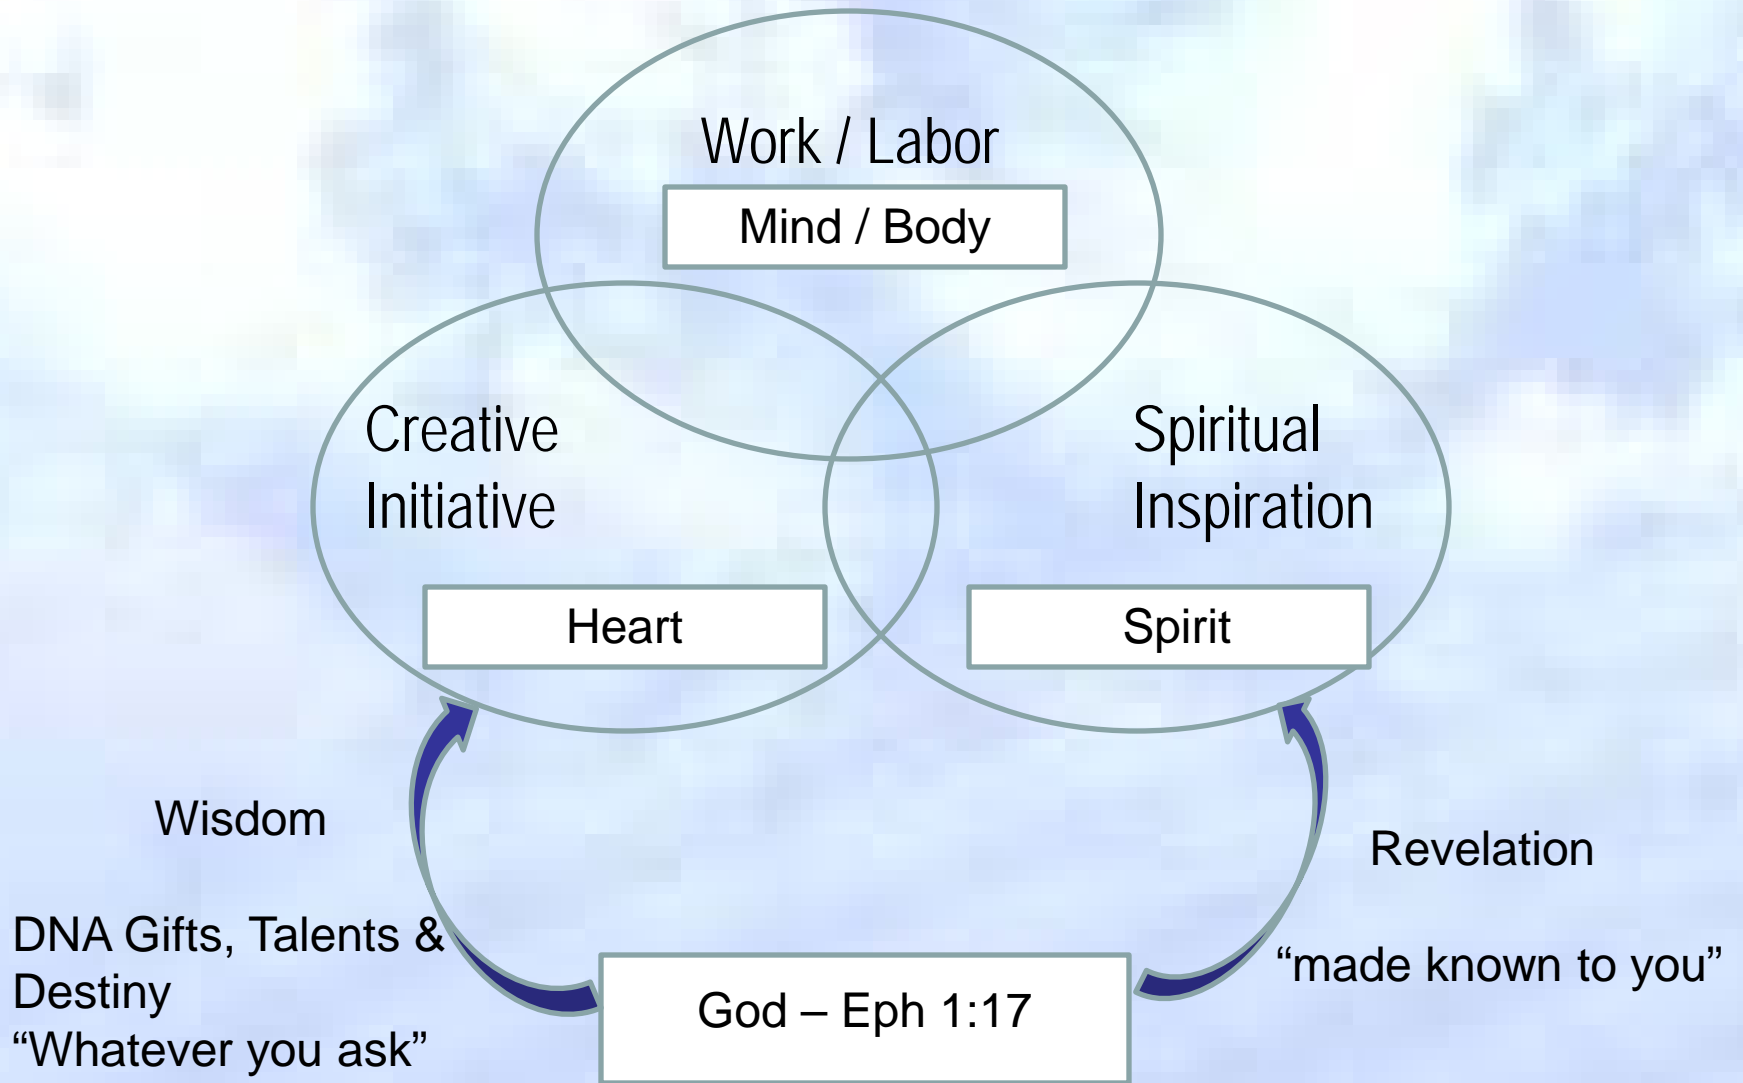 Work / Labor
Mind / Body
Creative
Initiative
Heart
Spiritual
Inspiration
Spirit
Wisdom
DNA Gifts, Talents &
Destiny
“Whatever you ask”
God – Eph 1:17
Revelation
“made known to you”